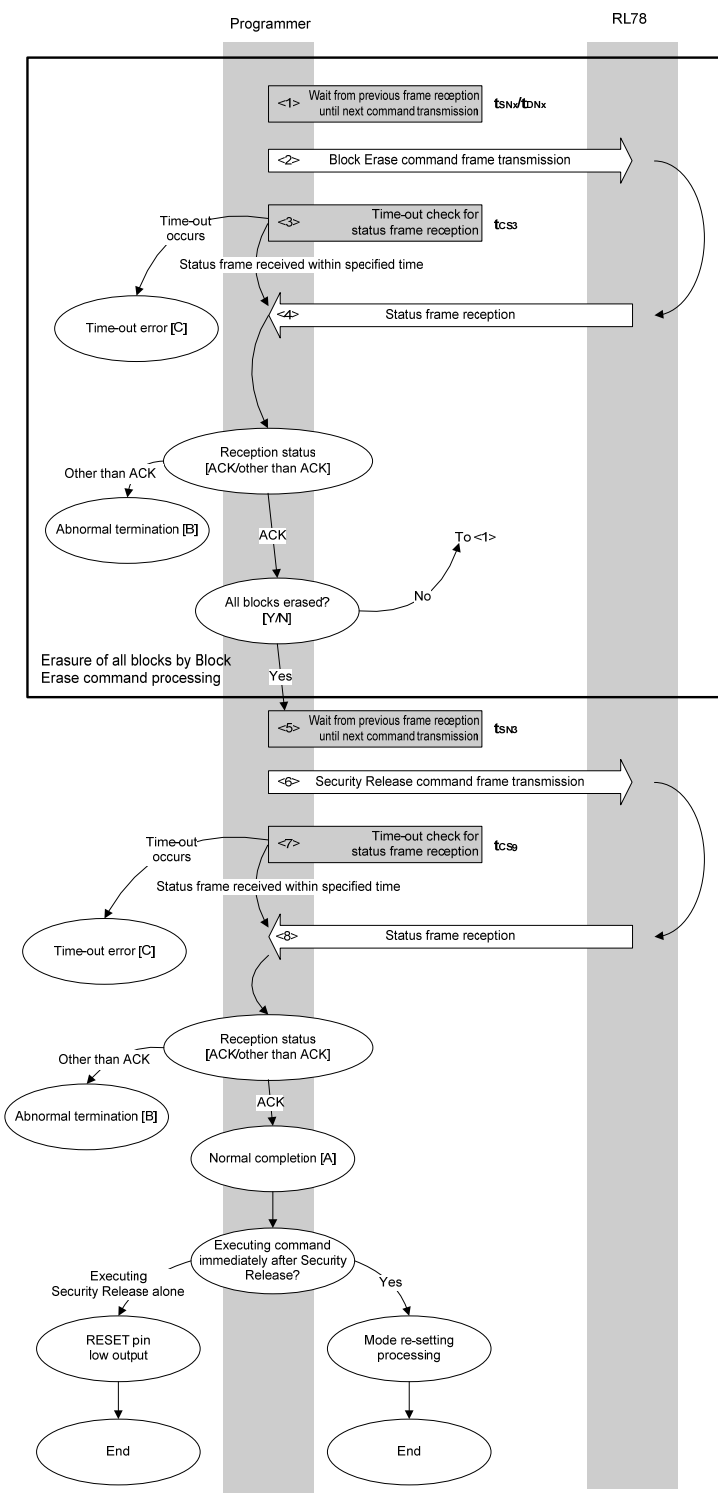 Programmer
RL78
<1> Wait from previous frame reception
until next command transmission
tSNx/tDNx
<2> Block Erase command frame transmission
<3> Time-out check for
status frame reception
tCS3
Time-out
occurs
Status frame received within specified time
<4> Status frame reception
Time-out error [C]
Reception status
[ACK/other than ACK]
Other than ACK
Abnormal termination [B]
ACK
To <1>
All blocks erased?
[Y/N]
No
Erasure of all blocks by Block
Erase command processing
Yes
<5> Wait from previous frame reception
until next command transmission
tSN3
<6> Security Release command frame transmission
<7> Time-out check for
status frame reception
tCS9
Time-out
occurs
Status frame received within specified time
<8> Status frame reception
Time-out error [C]
Reception status
[ACK/other than ACK]
Other than ACK
Abnormal termination [B]
ACK
Normal completion [A]
Executing command
immediately after Security
Release?
Executing
Security Release alone
Yes
RESET pin
low output
Mode re-setting
processing
End
End